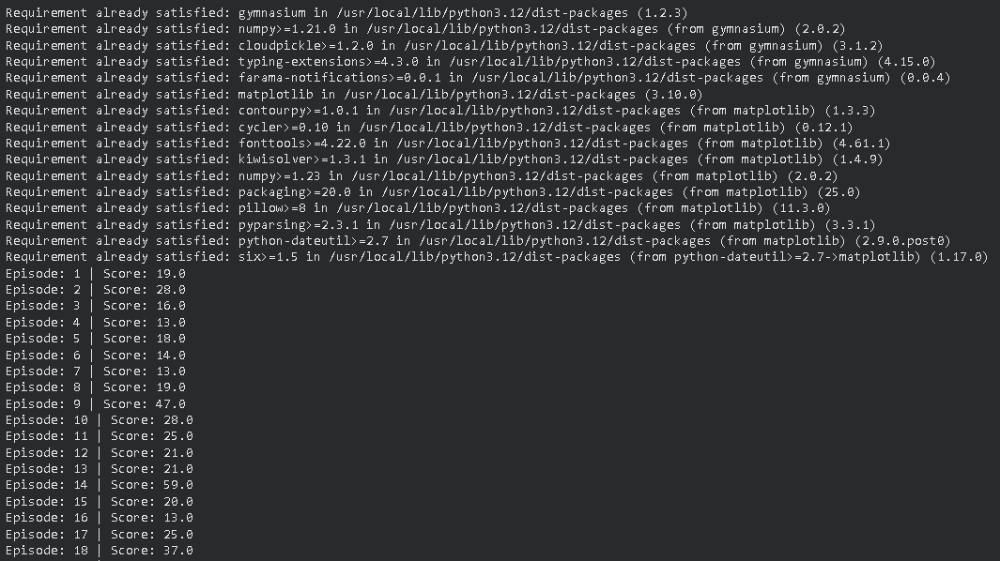 Requirement already satisfied: gymnasium in /usr/local/lib/python3.12/dist-packages (1.2.3)
Requirement already satisfied: numpy>=1.21.0 in /usr/local/lib/python3.12/dist-packages (from gymnasium) (2.0.2)
Requirement already satisfied: cloudpickle>=1.2.0 in /usr/local/lib/python3.12/dist-packages (from gymnasium) (3.1.2)
Requirement already satisfied: typing-extensions>=4.3.0 in /usr/local/lib/python3.12/dist-packages (from gymnasium) (4.15.0)
Requirement already satisfied: farama-notifications>=0.0.1 in /usr/local/lib/python3.12/dist-packages (from gymnasium) (0.0.4)
Requirement already satisfied: matplotlib in /usr/local/lib/python3.12/dist-packages (3.10.0)
Requirement already satisfied: contourpy>=1.0.1 in /usr/local/lib/python3.12/dist-packages (from matplotlib) (1.3.3)
Requirement already satisfied: cycler>=0.10 in /usr/local/lib/python3.12/dist-packages (from matplotlib) (0.12.1)
Requirement already satisfied: fonttools>=4.22.0 in /usr/local/lib/python3.12/dist-packages (from matplotlib) (4.61.1)
Requirement already satisfied: kiwisolver>=1.3.1 in /usr/local/lib/python3.12/dist-packages (from matplotlib) (1.4.9)
Requirement already satisfied: numpy>=1.23 in /usr/local/lib/python3.12/dist-packages (from matplotlib) (2.0.2)
Requirement already satisfied: packaging>=20.0 in /usr/local/lib/python3.12/dist-packages (from matplotlib) (25.0)
Requirement already satisfied: pillow>=8 in /usr/local/lib/python3.12/dist-packages (from matplotlib) (11.3.0)
Requirement already satisfied: pyparsing>=2.3.1 in /usr/local/lib/python3.12/dist-packages (from matplotlib) (3.3.1)
Requirement already satisfied: python-dateutil>=2.7 in /usr/local/lib/python3.12/dist-packages (from matplotlib) (2.9.0.post0)
Requirement already satisfied: six>=1.5 in /usr/local/lib/python3.12/dist-packages (from python-dateutil>=2.7->matplotlib) (1.17.0)
Episode: 1 | Score: 19.0
Episode: 2 | Score: 28.0
Episode: 3 | Score: 16.0
Episode: 4 | Score: 13.0
Episode: 5 | Score: 18.0
Episode: 6 | Score: 14.0
Episode: 7 | Score: 13.0
Episode: 8 | Score: 19.0
Episode: 9 | Score: 47.0
Episode: 10 | Score: 28.0
Episode: 11 | Score: 25.0
Episode: 12 | Score: 21.0
Episode: 13 | Score: 21.0
Episode: 14 | Score: 59.0
Episode: 15 | Score: 20.0
Episode: 16 | Score: 13.0
Episode: 17 | Score: 25.0
Episode: 18 | Score: 37.0